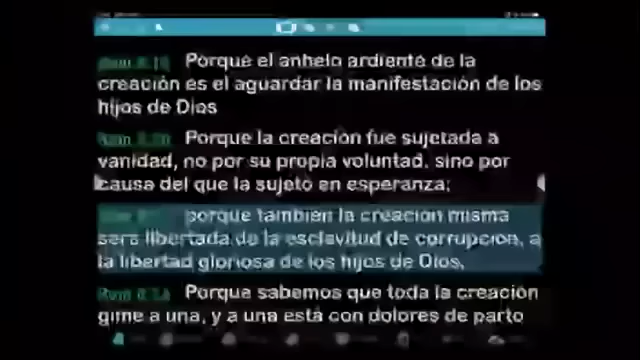 Porque el anhelo ardiente de la
creación es el aguardar la manifestación de los
hijos de Dios
Porque la creación fue sujetada a
vanidad, no por su propia voluntad, sino por
causa del que la sujetó en esperanza;
porque también la creación misma
será libertada de la esclavitud de corrupción, a
la libertad gloriosa de los hijos de Dios.
Porque sabemos que toda la creación
gime a una, y a una está con dolores de parto